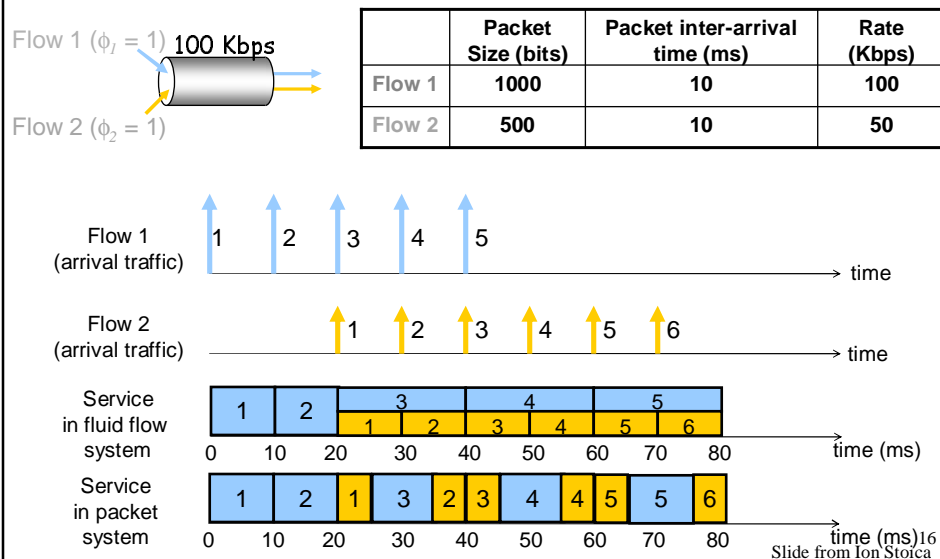 Flow 1 (ϕ1 = 1)
100 Kbps
Flow 2 (ϕ2 = 1)
Packet Size (bits) Packet inter-arrival time (ms) Rate (Kbps)
Flow 1 1000 10 100
Flow 2 500 10 50
Flow 1 (arrival traffic)
1 2 3 4 5
time
Flow 2 (arrival traffic)
1 2 3 4 5 6
time
Service in fluid flow system
1 2 3 4 5
1 2 3 4 5 6
0 10 20 30 40 50 60 70 80 time (ms)
Service in packet system
1 2 1 3 2 3 4 4 5 5 6
0 10 20 30 40 50 60 70 80 time (ms)
16
Slide from Ion Stoica